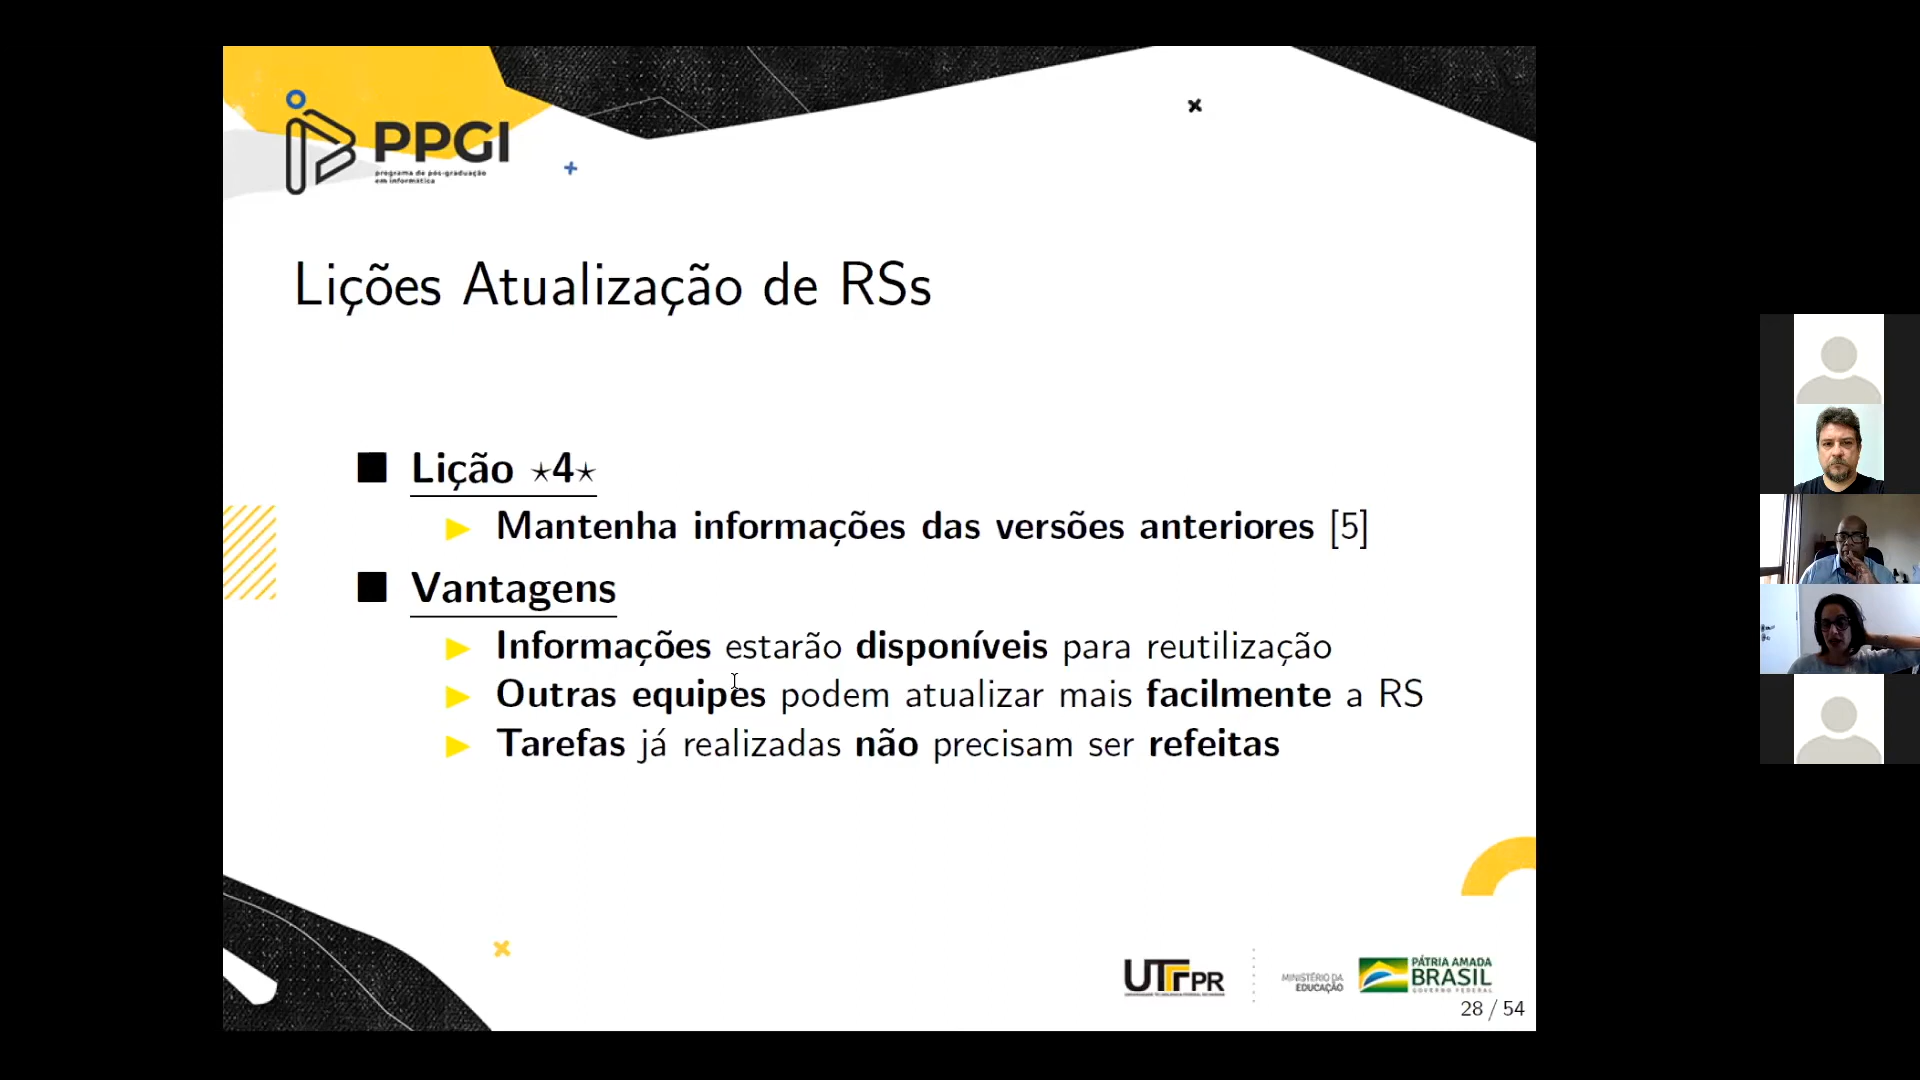 PPGI
programa de pós-graduação
em informática
Lições Atualização de RSs
Lição ⋆4⋆
Mantenha informações das versões anteriores [5]
Vantagens
Informações estarão disponíveis para reutilização
Outras equipes podem atualizar mais facilmente a RS
Tarefas já realizadas não precisam ser refeitas
UTFPR
MINISTÉRIO DA
EDUCAÇÃO
PÁTRIA AMADA
BRASIL
GOVERNO FEDERAL
28 / 54